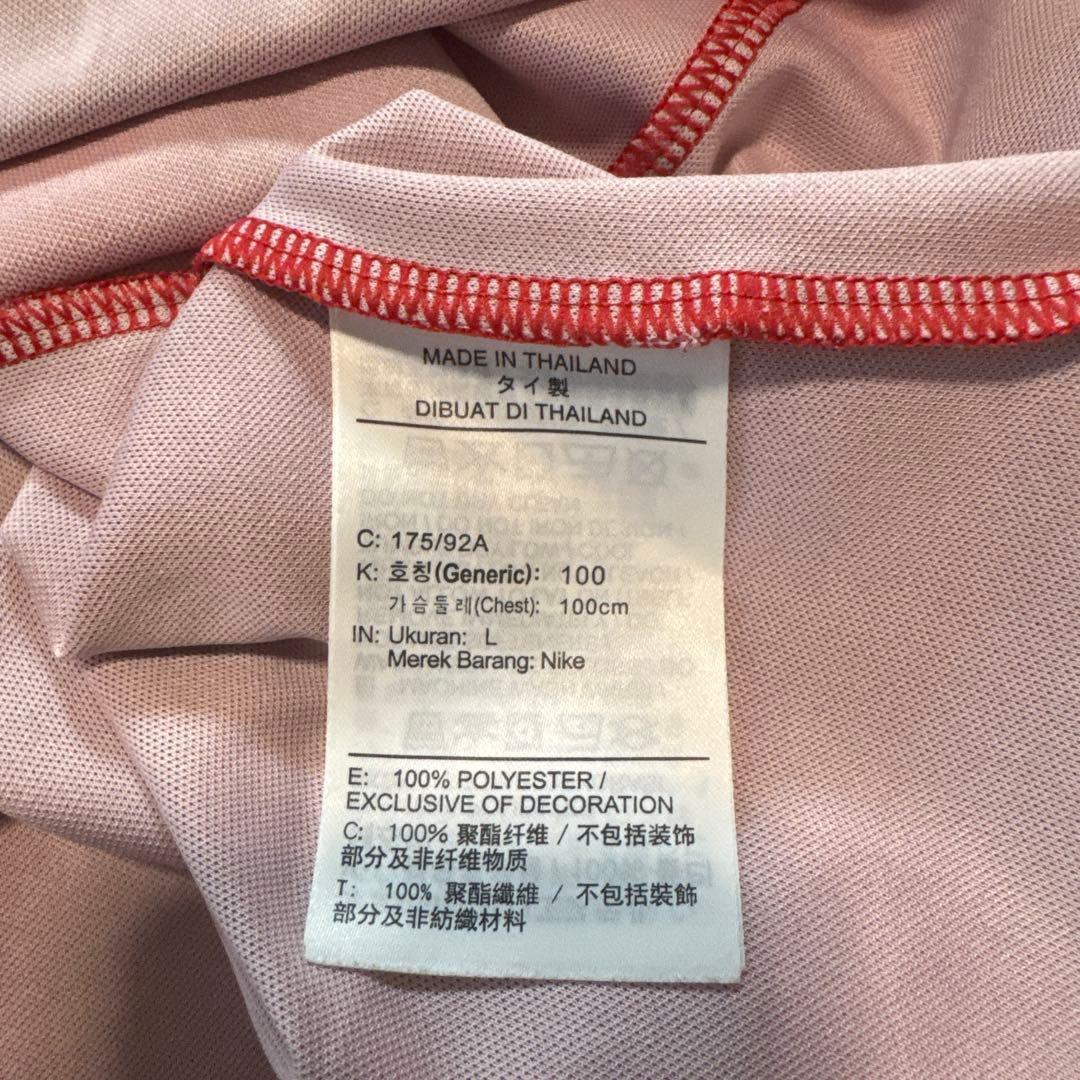 MADE IN THAILAND
タイ製
DIBUAT DI THAILAND
C: 175/92A
K: 호칭(Generic): 100
가슴둘레(Chest): 100cm
IN: Ukuran: L
Merek Barang: Nike
E: 100% POLYESTER /
EXCLUSIVE OF DECORATION
C: 100% 聚酯纤维 / 不包括装饰
部分及非纤维物质
T: 100% 聚酯纖維 / 不包括裝飾
部分及非紡織材料